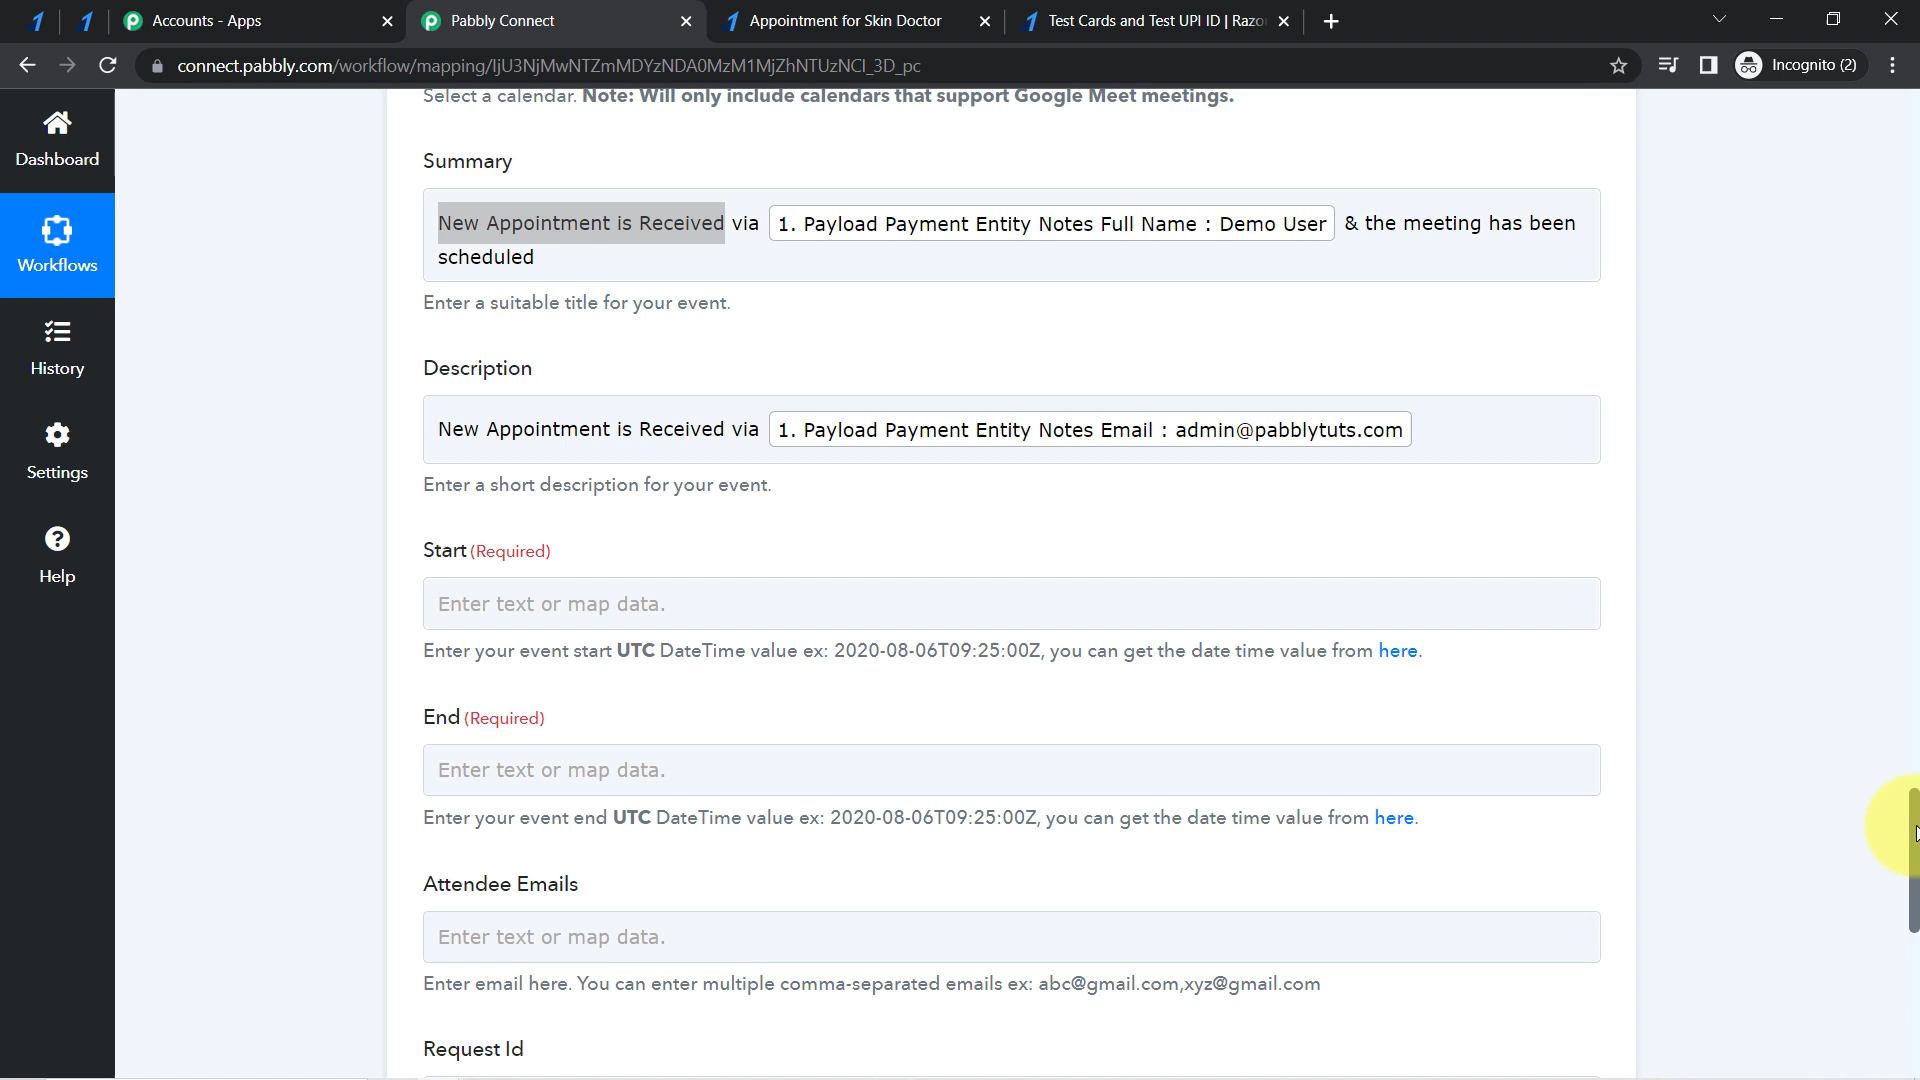 Accounts - Apps
Pabbly Connect
Appointment for Skin Doctor
Test Cards and Test UPI ID | Razo
connect.pabbly.com/workflow/mapping/IjU3NjMwNTZmMDYzNDA0MzM1MjZhNTUzNCI_3D_pc
Incognito (2)
Dashboard
Workflows
History
Settings
Help
Select a calendar. Note: Will only include calendars that support Google Meet meetings.
Summary
New Appointment is Received via 1. Payload Payment Entity Notes Full Name : Demo User & the meeting has been
scheduled
Enter a suitable title for your event.
Description
New Appointment is Received via 1. Payload Payment Entity Notes Email : admin@pabblytuts.com
Enter a short description for your event.
Start (Required)
Enter text or map data.
Enter your event start UTC DateTime value ex: 2020-08-06T09:25:00Z, you can get the date time value from here.
End (Required)
Enter text or map data.
Enter your event end UTC DateTime value ex: 2020-08-06T09:25:00Z, you can get the date time value from here.
Attendee Emails
Enter text or map data.
Enter email here. You can enter multiple comma-separated emails ex: abc@gmail.com,xyz@gmail.com
Request Id